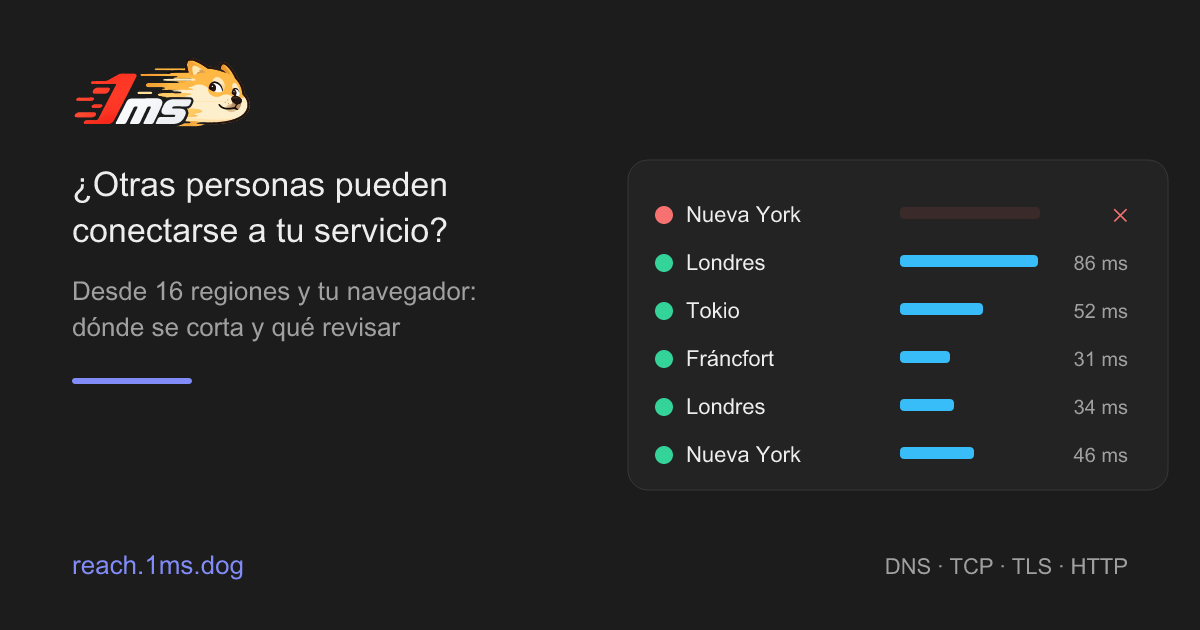 1ms
¿Otras personas pueden
conectarse a tu servicio?
Desde 16 regiones y tu navegador:
dónde se corta y qué revisar
Nueva York ×
Londres 86 ms
Tokio 52 ms
Fráncfort 31 ms
Londres 34 ms
Nueva York 46 ms
reach.1ms.dog
DNS · TCP · TLS · HTTP